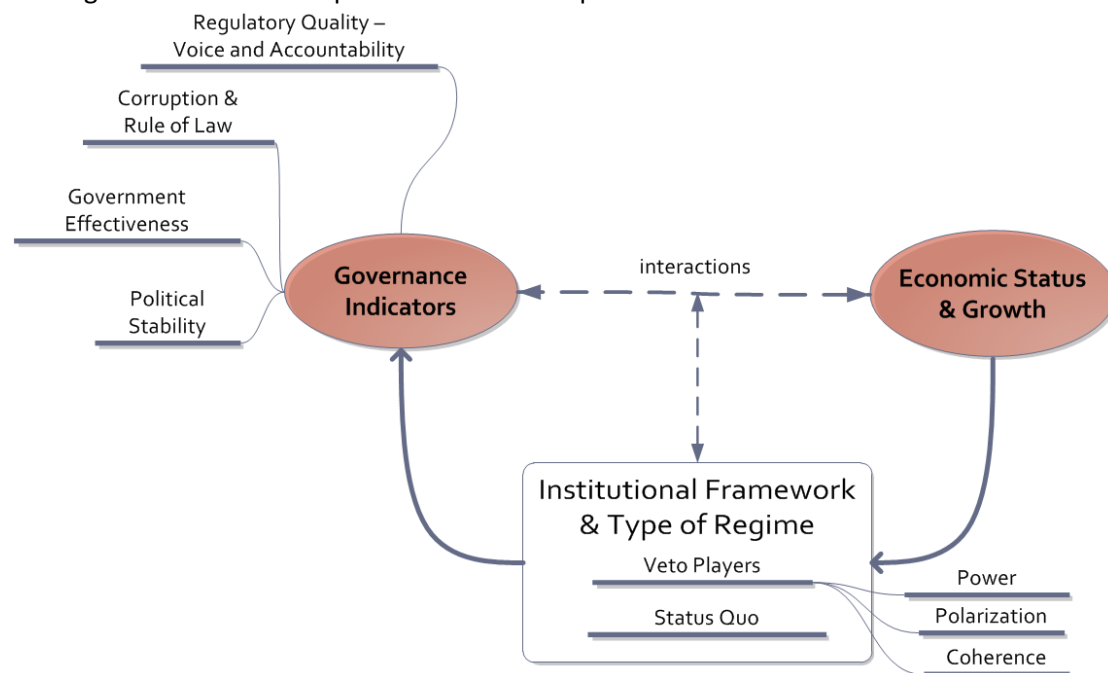 Regulatory Quality –
Voice and Accountability
Corruption &
Rule of Law
Government
Effectiveness
Political
Stability
Governance
Indicators
interactions
Economic Status
& Growth
Institutional Framework
& Type of Regime
Veto Players
Status Quo
Power
Polarization
Coherence